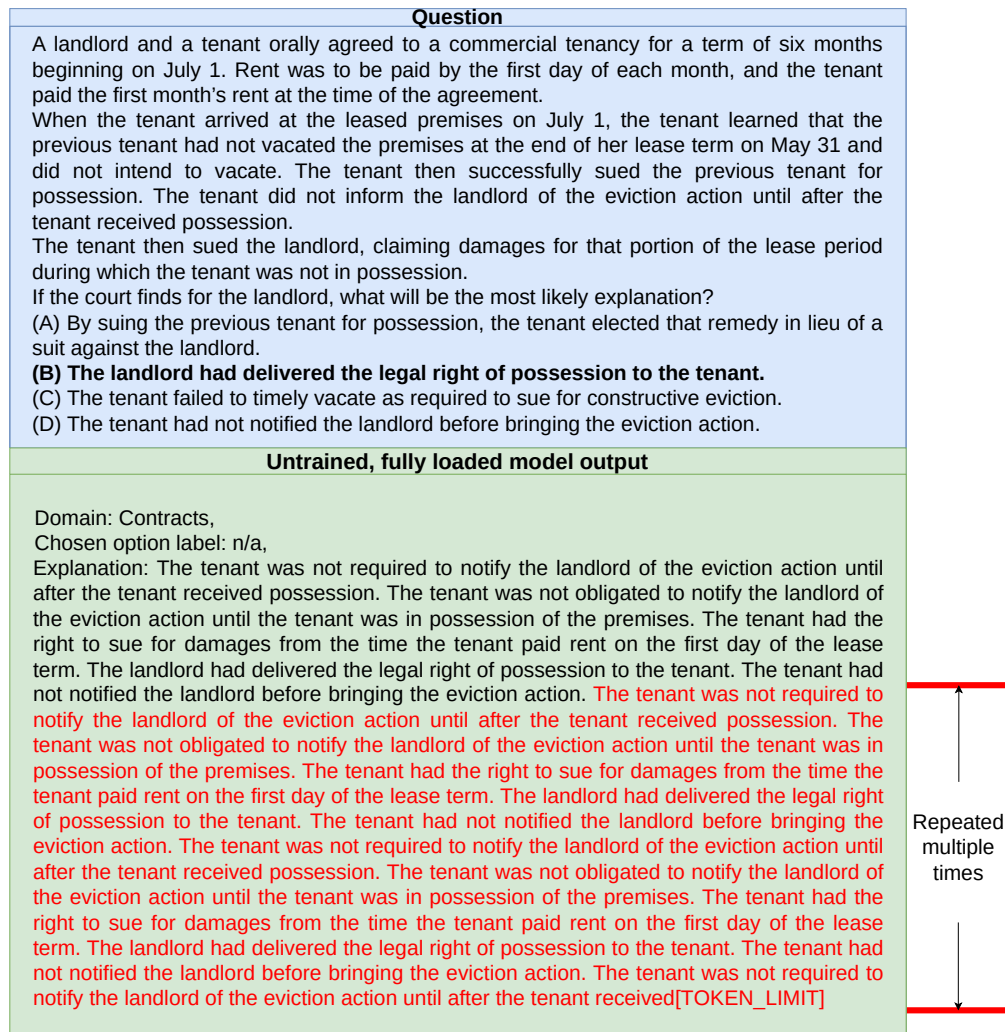 Question
A landlord and a tenant orally agreed to a commercial tenancy for a term of six months
beginning on July 1. Rent was to be paid by the first day of each month, and the tenant
paid the first month's rent at the time of the agreement.
When the tenant arrived at the leased premises on July 1, the tenant learned that the
previous tenant had not vacated the premises at the end of her lease term on May 31 and
did not intend to vacate. The tenant then successfully sued the previous tenant for
possession. The tenant did not inform the landlord of the eviction action until after the
tenant received possession.
The tenant then sued the landlord, claiming damages for that portion of the lease period
during which the tenant was not in possession.
If the court finds for the landlord, what will be the most likely explanation?
(A) By suing the previous tenant for possession, the tenant elected that remedy in lieu of a
suit against the landlord.
(B) The landlord had delivered the legal right of possession to the tenant.
(C) The tenant failed to timely vacate as required to sue for constructive eviction.
(D) The tenant had not notified the landlord before bringing the eviction action.
Untrained, fully loaded model output
Domain: Contracts,
Chosen option label: n/a,
Explanation: The tenant was not required to notify the landlord of the eviction action until
after the tenant received possession. The tenant was not obligated to notify the landlord of
the eviction action until the tenant was in possession of the premises. The tenant had the
right to sue for damages from the time the tenant paid rent on the first day of the lease
term. The landlord had delivered the legal right of possession to the tenant. The tenant had
not notified the landlord before bringing the eviction action. The tenant was not required to
notify the landlord of the eviction action until after the tenant received possession. The
tenant was not obligated to notify the landlord of the eviction action until the tenant was in
possession of the premises. The tenant had the right to sue for damages from the time the
tenant paid rent on the first day of the lease term. The landlord had delivered the legal right
of possession to the tenant. The tenant had not notified the landlord before bringing the
eviction action. The tenant was not required to notify the landlord of the eviction action until
after the tenant received possession. The tenant was not obligated to notify the landlord of
the eviction action until the tenant was in possession of the premises. The tenant had the
right to sue for damages from the time the tenant paid rent on the first day of the lease
term. The landlord had delivered the legal right of possession to the tenant. The tenant had
not notified the landlord before bringing the eviction action. The tenant was not required to
notify the landlord of the eviction action until after the tenant received[TOKEN_LIMIT]
Repeated
multiple
times